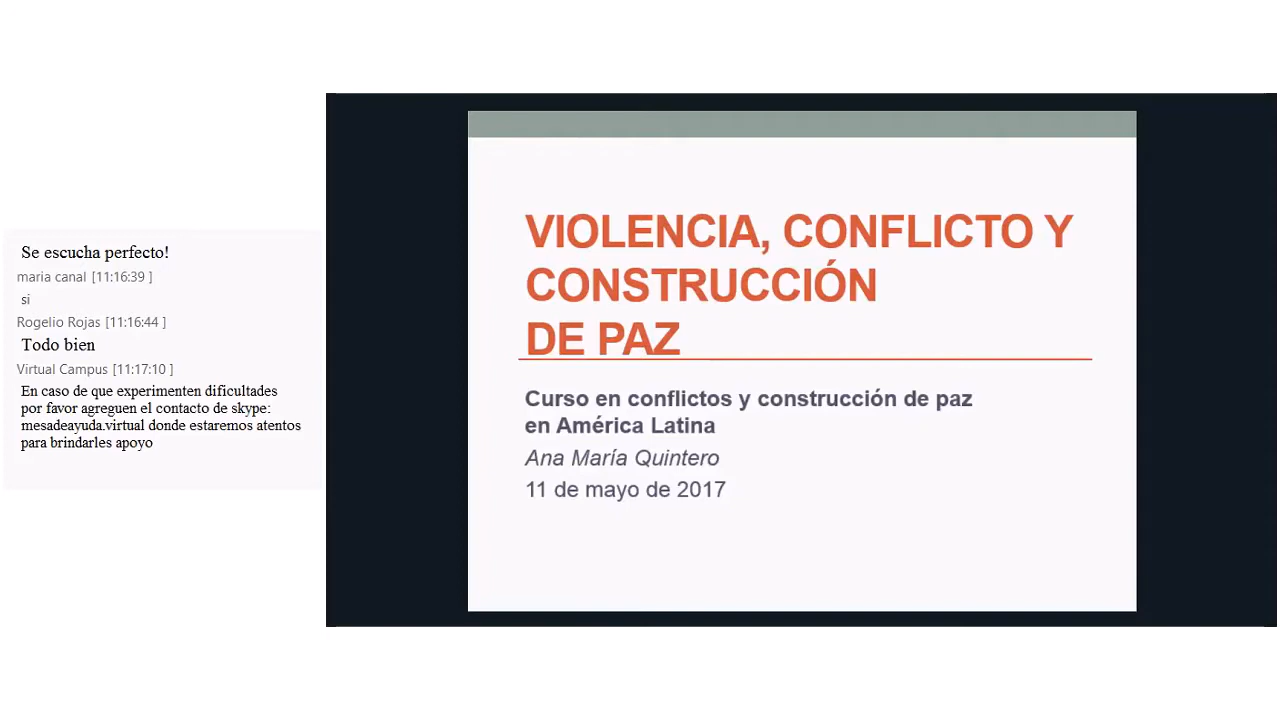 Se escucha perfecto!
maria canal [11:16:39 ]
si
Rogelio Rojas [11:16:44 ]
Todo bien
Virtual Campus [11:17:10 ]
En caso de que experimenten dificultades
por favor agreguen el contacto de skype:
mesadeayuda.virtual donde estaremos atentos
para brindarles apoyo
VIOLENCIA, CONFLICTO Y
CONSTRUCCIÓN
DE PAZ
Curso en conflictos y construcción de paz
en América Latina
Ana María Quintero
11 de mayo de 2017